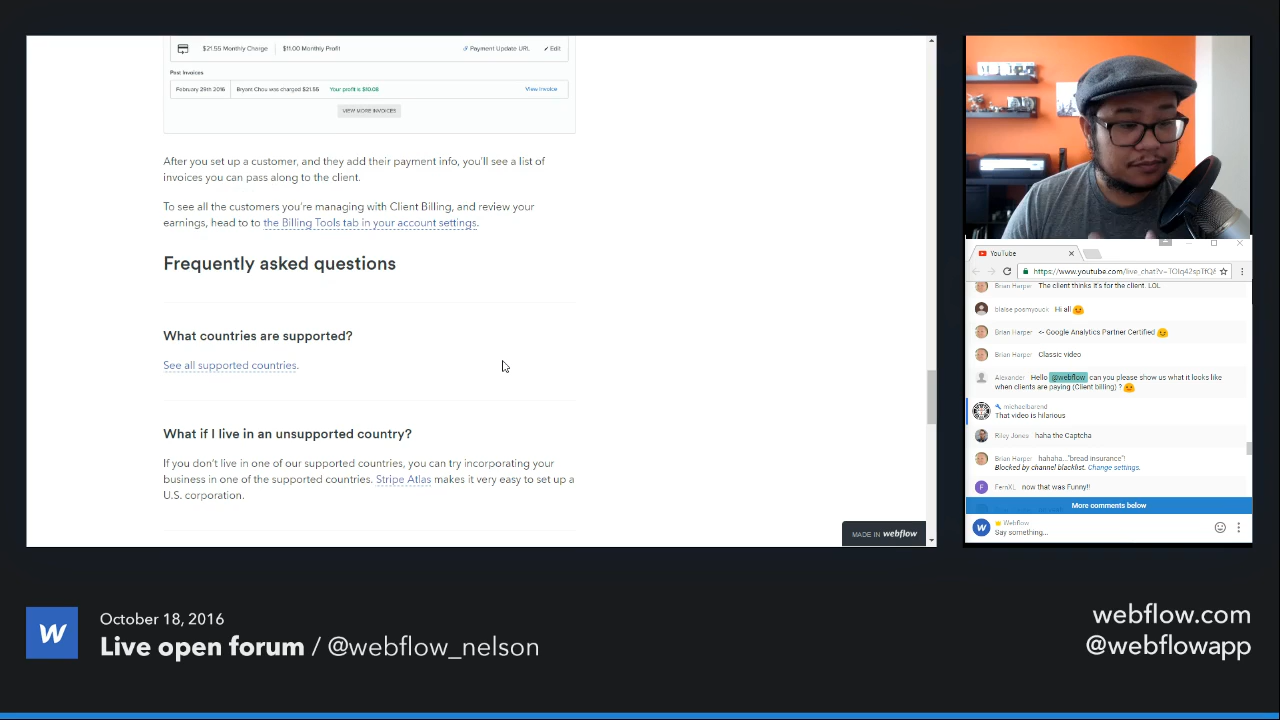 $21.55 Monthly Charge
$11.00 Monthly Profit
Payment Update URL
Edit
Past Invoices
February 29th 2016
Bryant Chou was charged $21.55
Your profit is $10.08
View Invoice
VIEW MORE INVOICES
After you set up a customer, and they add their payment info, you'll see a list of
invoices you can pass along to the client.
To see all the customers you're managing with Client Billing, and review your
earnings, head to to the Billing Tools tab in your account settings.
Frequently asked questions
What countries are supported?
See all supported countries.
What if I live in an unsupported country?
If you don't live in one of our supported countries, you can try incorporating your
business in one of the supported countries. Stripe Atlas makes it very easy to set up a
U.S. corporation.
MADE IN webflow
YouTube
Brian Harper The client thinks it's for the client. LOL
blaise posmyouck Hi all
Brian Harper <- Google Analytics Partner Certified
Brian Harper Classic video
Alexander Hello @webflow can you please show us what it looks like
when clients are paying (Client billing) ?
michaelbarend
That video is hilarious
Riley Jones haha the Captcha
Brian Harper hahaha..."bread insurance"!
Blocked by channel blacklist. Change settings.
F FernXL now that was Funny!!
More comments below
Webflow
Say something...
October 18, 2016
Live open forum / @webflow_nelson
webflow.com
@webflowapp